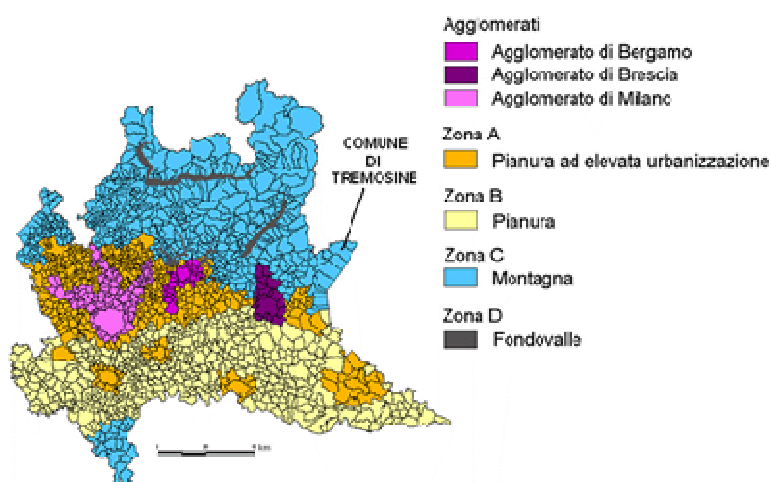 Agglomerati
Agglomerato di Bergamo
Agglomerato di Brescia
Agglomerato di Milano
Zona A
Pianura ad elevata urbanizzazione
Zona B
Pianura
Zona C
Montagna
Zona D
Fondovalle
COMUNE
DI
TREMOSINE
km